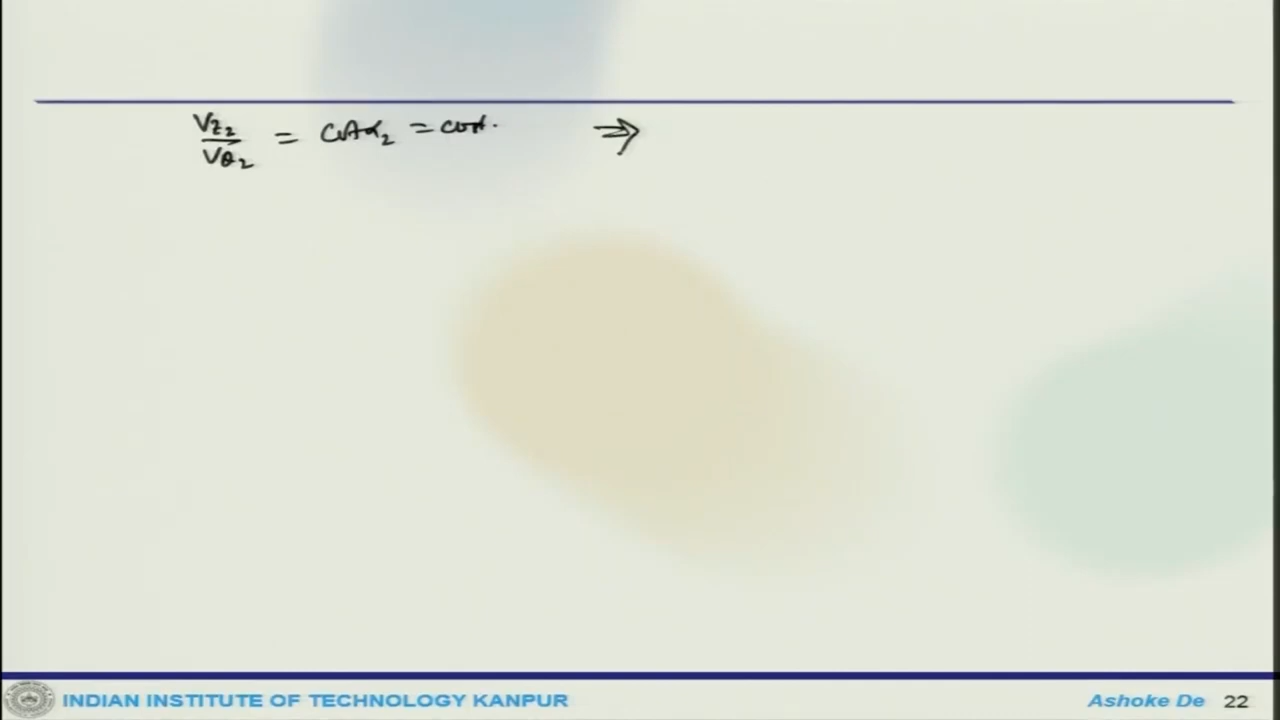 Vz2 / Vθ2 = cot α2 = const. ⇒
INDIAN INSTITUTE OF TECHNOLOGY KANPUR
Ashoke De 22